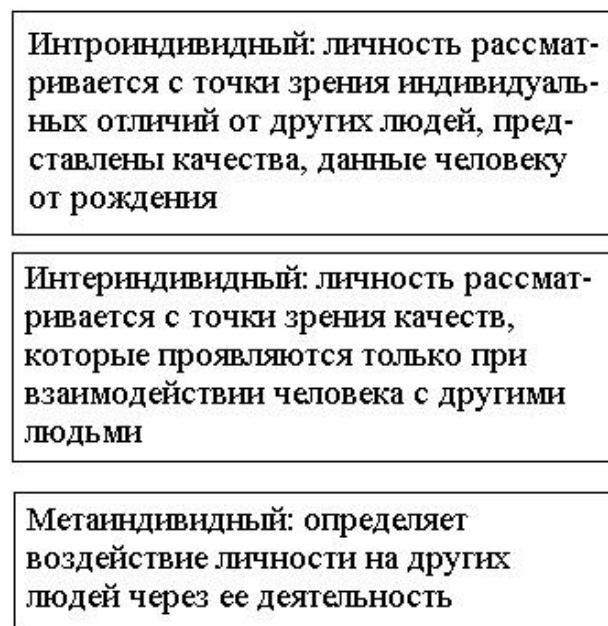 Интроиндивидный: личность рассмат-
ривается с точки зрения индивидуаль-
ных отличий от других людей, пред-
ставлены качества, данные человеку
от рождения
Интериндивидный: личность рассмат-
ривается с точки зрения качеств,
которые проявляются только при
взаимодействии человека с другими
людьми
Метаиндивидный: определяет
воздействие личности на других
людей через ее деятельность